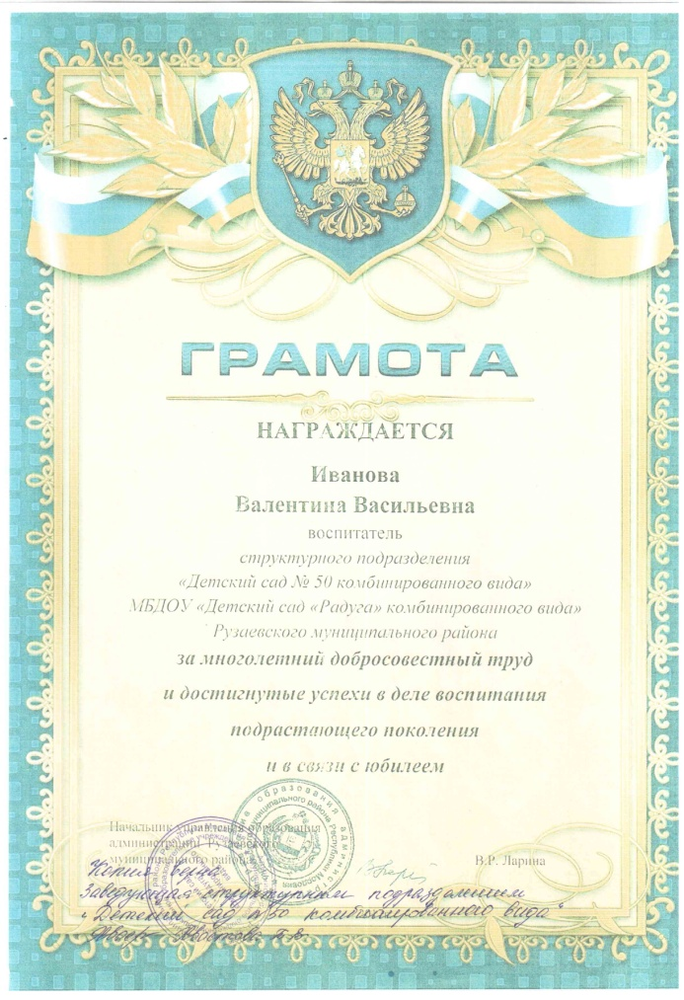 ГРАМОТА
НАГРАЖДАЕТСЯ
Иванова
Валентина Васильевна
воспитатель
структурного подразделения
«Детский сад № 50 комбинированного вида»
МБДОУ «Детский сад «Радуга» комбинированного вида»
Рузаевского муниципального района
за многолетний добросовестный труд
и достигнутые успехи в деле воспитания
подрастающего поколения
и в связи с юбилеем
Начальник управления образования
администрации Рузаевского
муниципального района
В.Р. Ларина
Копия верна
Заведующая структурным подразделением
"Детский сад №50 комбинированного вида"